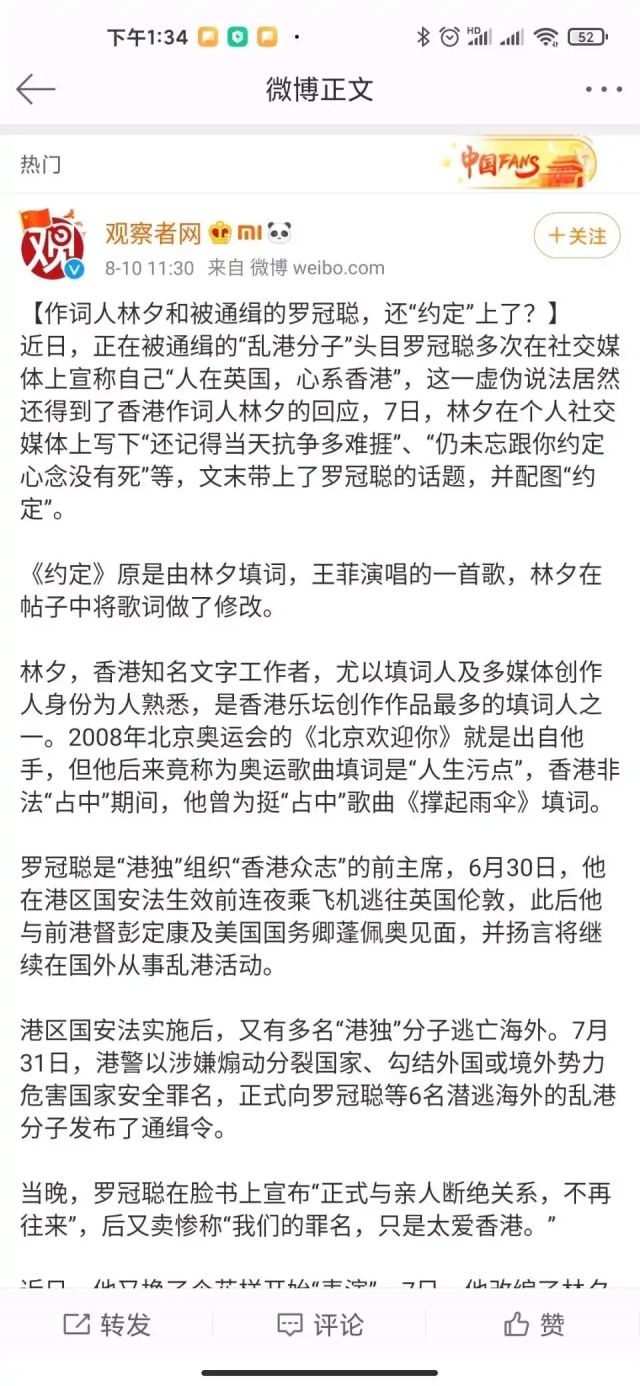 下午1:34
HD
52
微博正文
热门
中国FANS
观
观察者网
+关注
8-10 11:30 来自 微博 weibo.com
【作词人林夕和被通缉的罗冠聪，还“约定”上了？】
近日，正在被通缉的“乱港分子”头目罗冠聪多次在社交媒
体上宣称自己“人在英国，心系香港”，这一虚伪说法居然
还得到了香港作词人林夕的回应，7日，林夕在个人社交
媒体上写下“还记得当天抗争多难捱”、“仍未忘跟你约定
心念没有死”等，文末带上了罗冠聪的话题，并配图“约
定”。
《约定》原是由林夕填词，王菲演唱的一首歌，林夕在
帖子中将歌词做了修改。
林夕，香港知名文字工作者，尤以填词人及多媒体创作
人身份为人熟悉，是香港乐坛创作作品最多的填词人之
一。2008年北京奥运会的《北京欢迎你》就是出自他
手，但他后来竟称为奥运歌曲填词是“人生污点”，香港非
法“占中”期间，他曾为挺“占中”歌曲《撑起雨伞》填词。
罗冠聪是“港独”组织“香港众志”的前主席，6月30日，他
在港区国安法生效前连夜乘飞机逃往英国伦敦，此后他
与前港督彭定康及美国国务卿蓬佩奥见面，并扬言将继
续在国外从事乱港活动。
港区国安法实施后，又有多名“港独”分子逃亡海外。7月
31日，港警以涉嫌煽动分裂国家、勾结外国或境外势力
危害国家安全罪名，正式向罗冠聪等6名潜逃海外的乱港
分子发布了通缉令。
当晚，罗冠聪在脸书上宣布“正式与亲人断绝关系，不再
往来”，后又卖惨称“我们的罪名，只是太爱香港。”
近日，他又换了个花样开始“表演”。7日，他改编了林夕
转发 评论 赞